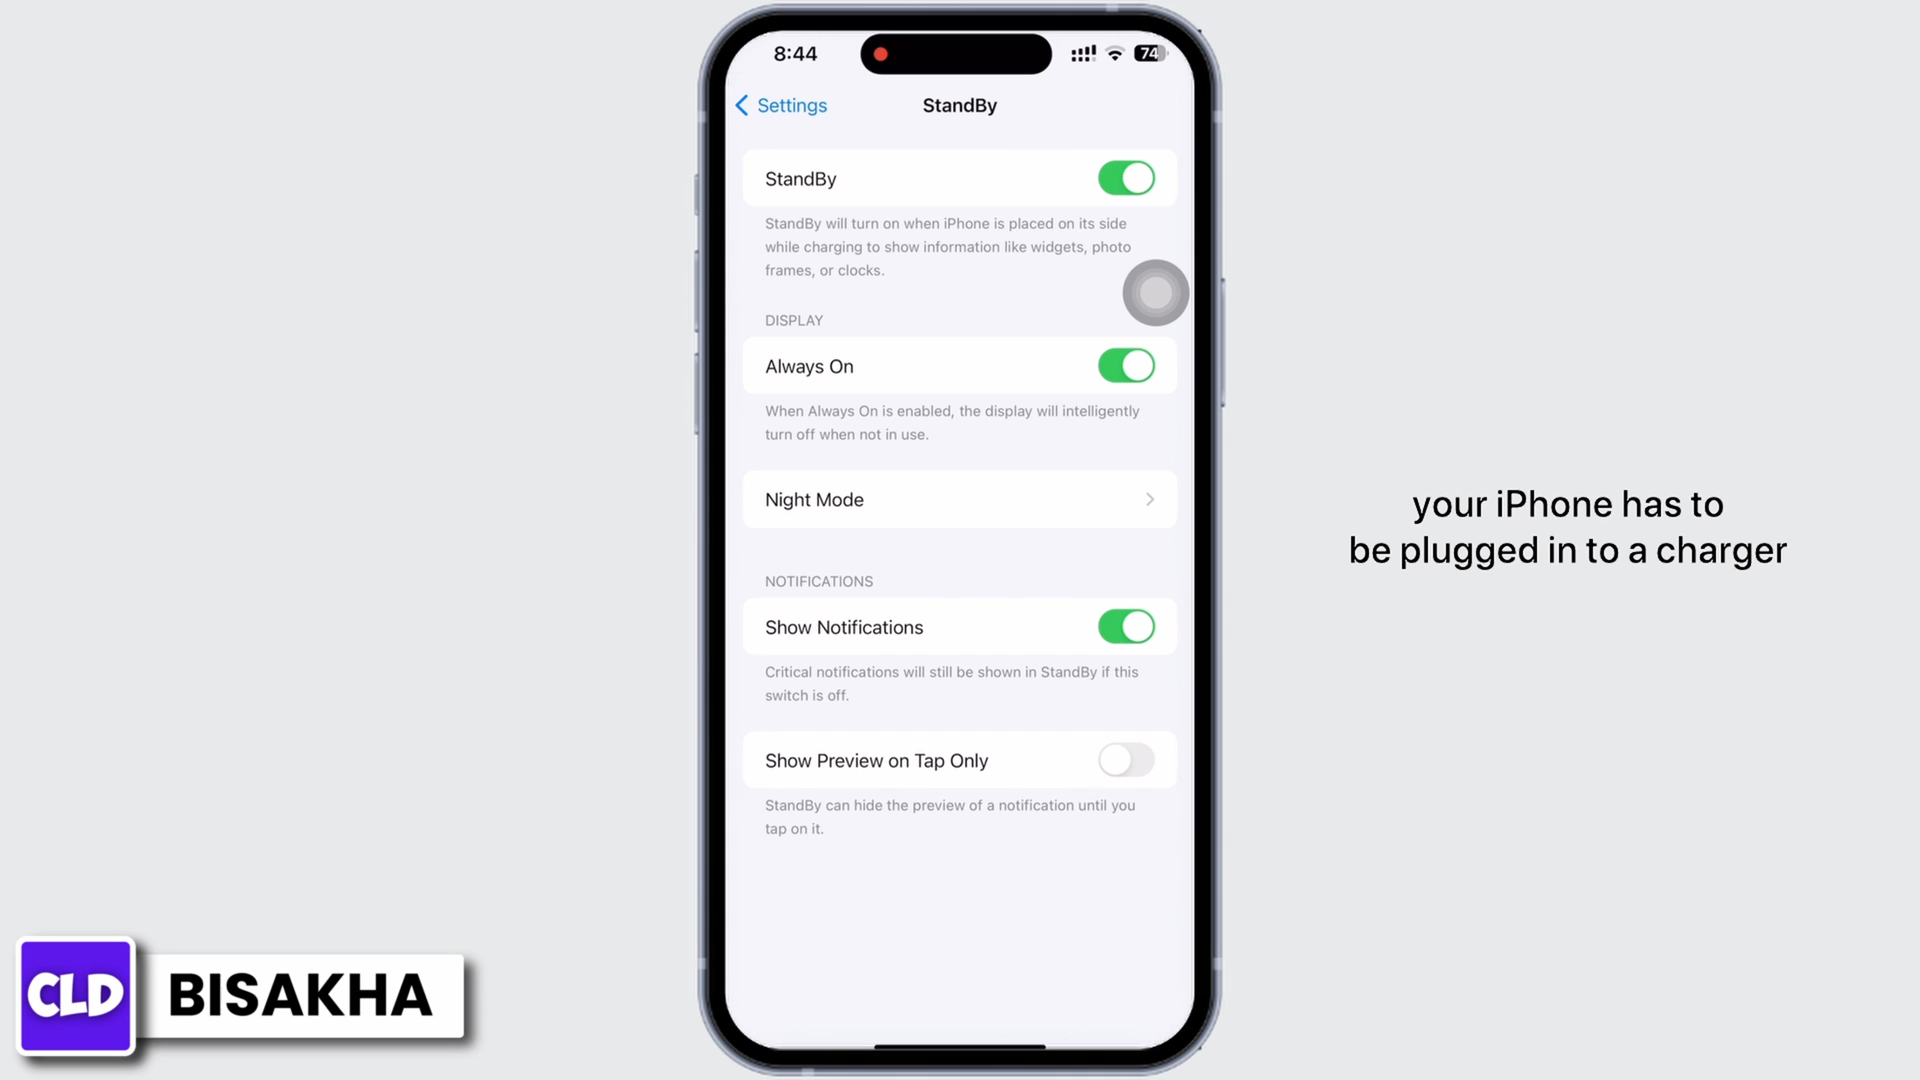 8:44
74
Settings
StandBy
StandBy
StandBy will turn on when iPhone is placed on its side
while charging to show information like widgets, photo
frames, or clocks.
DISPLAY
Always On
When Always On is enabled, the display will intelligently
turn off when not in use.
Night Mode
NOTIFICATIONS
Show Notifications
Critical notifications will still be shown in StandBy if this
switch is off.
Show Preview on Tap Only
StandBy can hide the preview of a notification until you
tap on it.
your iPhone has to
be plugged in to a charger
CLD
BISAKHA